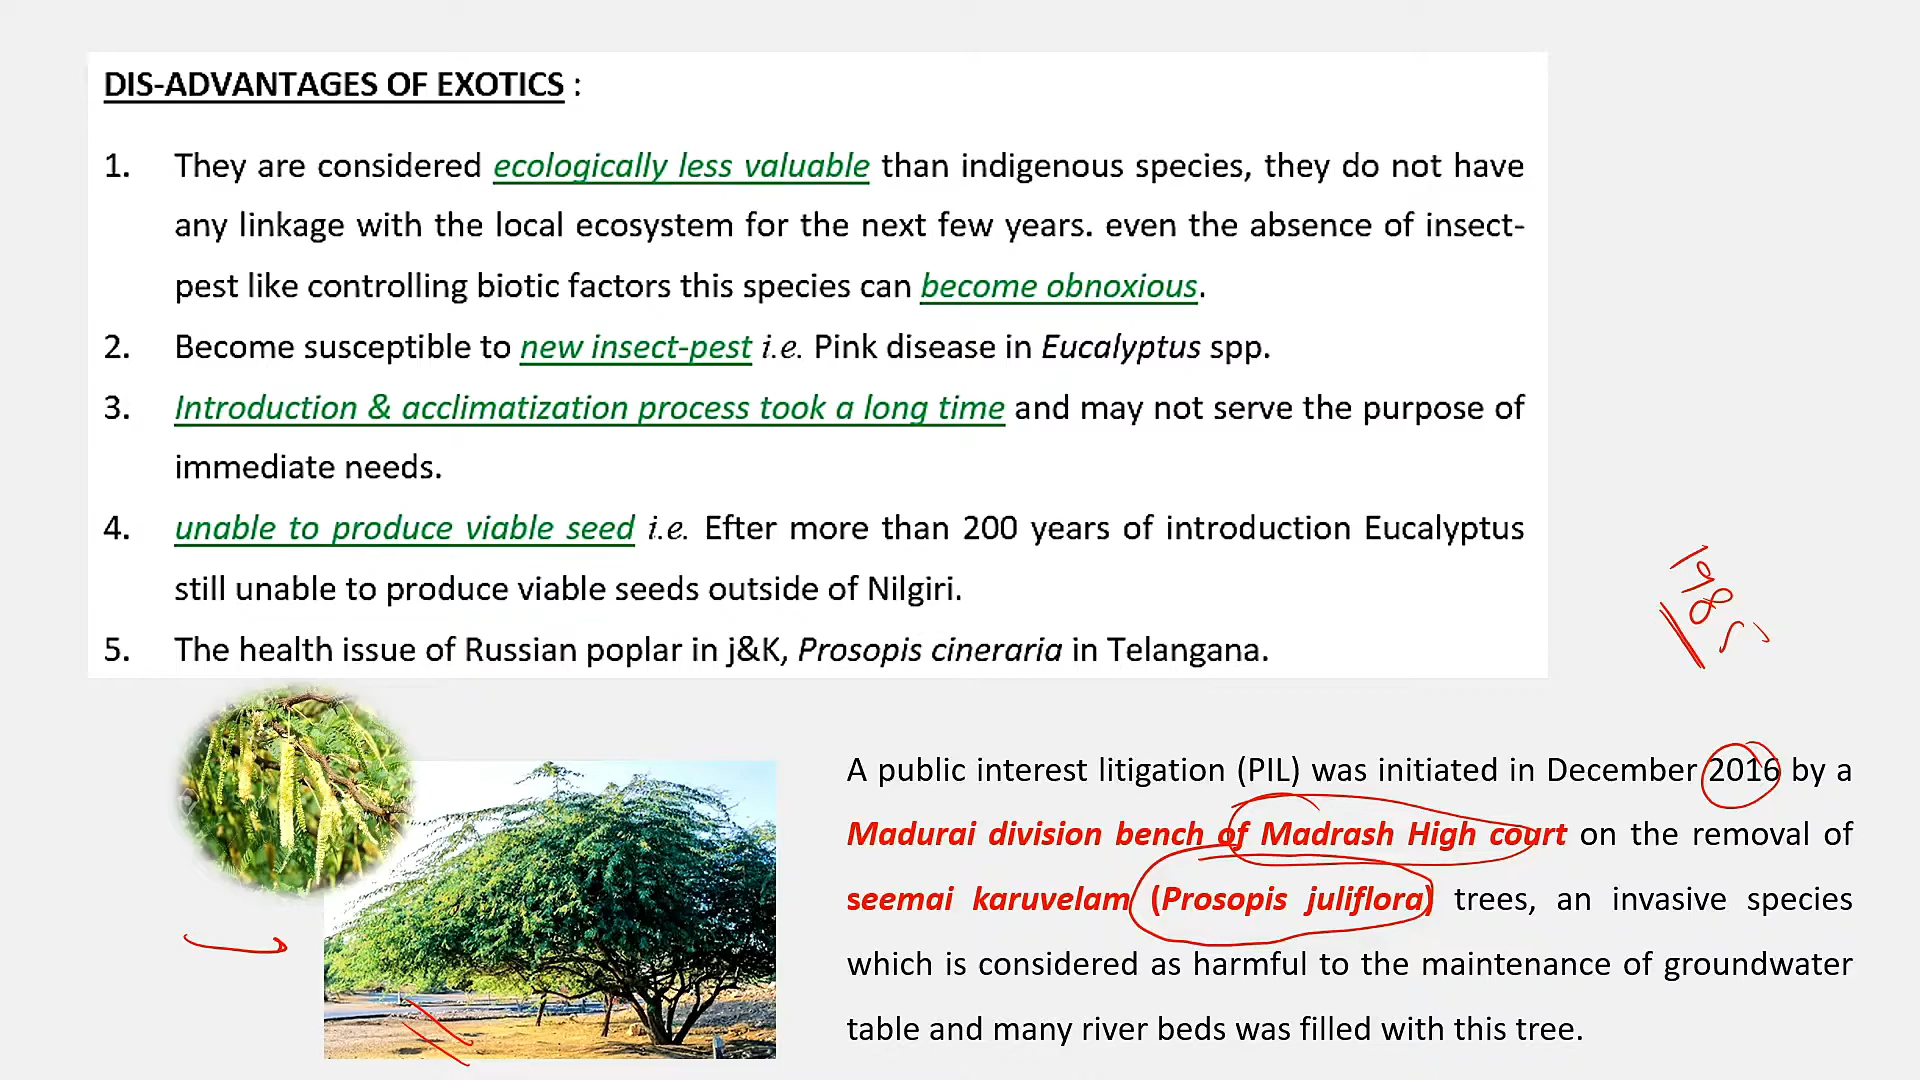 DIS-ADVANTAGES OF EXOTICS :
1. They are considered ecologically less valuable than indigenous species, they do not have
any linkage with the local ecosystem for the next few years. even the absence of insect-
pest like controlling biotic factors this species can become obnoxious.
2. Become susceptible to new insect-pest i.e. Pink disease in Eucalyptus spp.
3. Introduction & acclimatization process took a long time and may not serve the purpose of
immediate needs.
4. unable to produce viable seed i.e. Efter more than 200 years of introduction Eucalyptus
still unable to produce viable seeds outside of Nilgiri.
5. The health issue of Russian poplar in j&K, Prosopis cineraria in Telangana.
1985
A public interest litigation (PIL) was initiated in December 2016 by a
Madurai division bench of Madrash High court on the removal of
seemai karuvelam (Prosopis juliflora) trees, an invasive species
which is considered as harmful to the maintenance of groundwater
table and many river beds was filled with this tree.